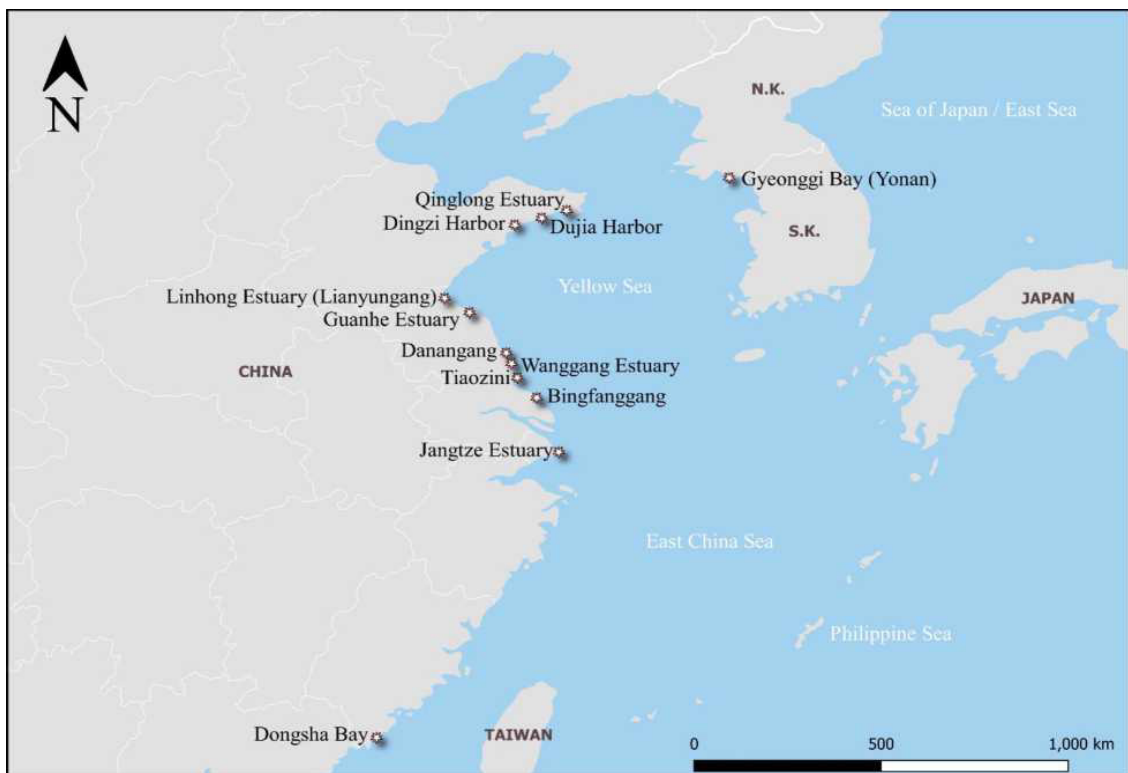 N
N.K.
Sea of Japan / East Sea
Gyeonggi Bay (Yonan)
Qinglong Estuary
Dingzi Harbor
Dujia Harbor
S.K.
Yellow Sea
Linhong Estuary (Lianyungang)
JAPAN
Guanhe Estuary
Danangang
Wanggang Estuary
CHINA
Tiaozini
Bingfanggang
Jangtze Estuary
East China Sea
Philippine Sea
Dongsha Bay
TAIWAN
0 500 1,000 km